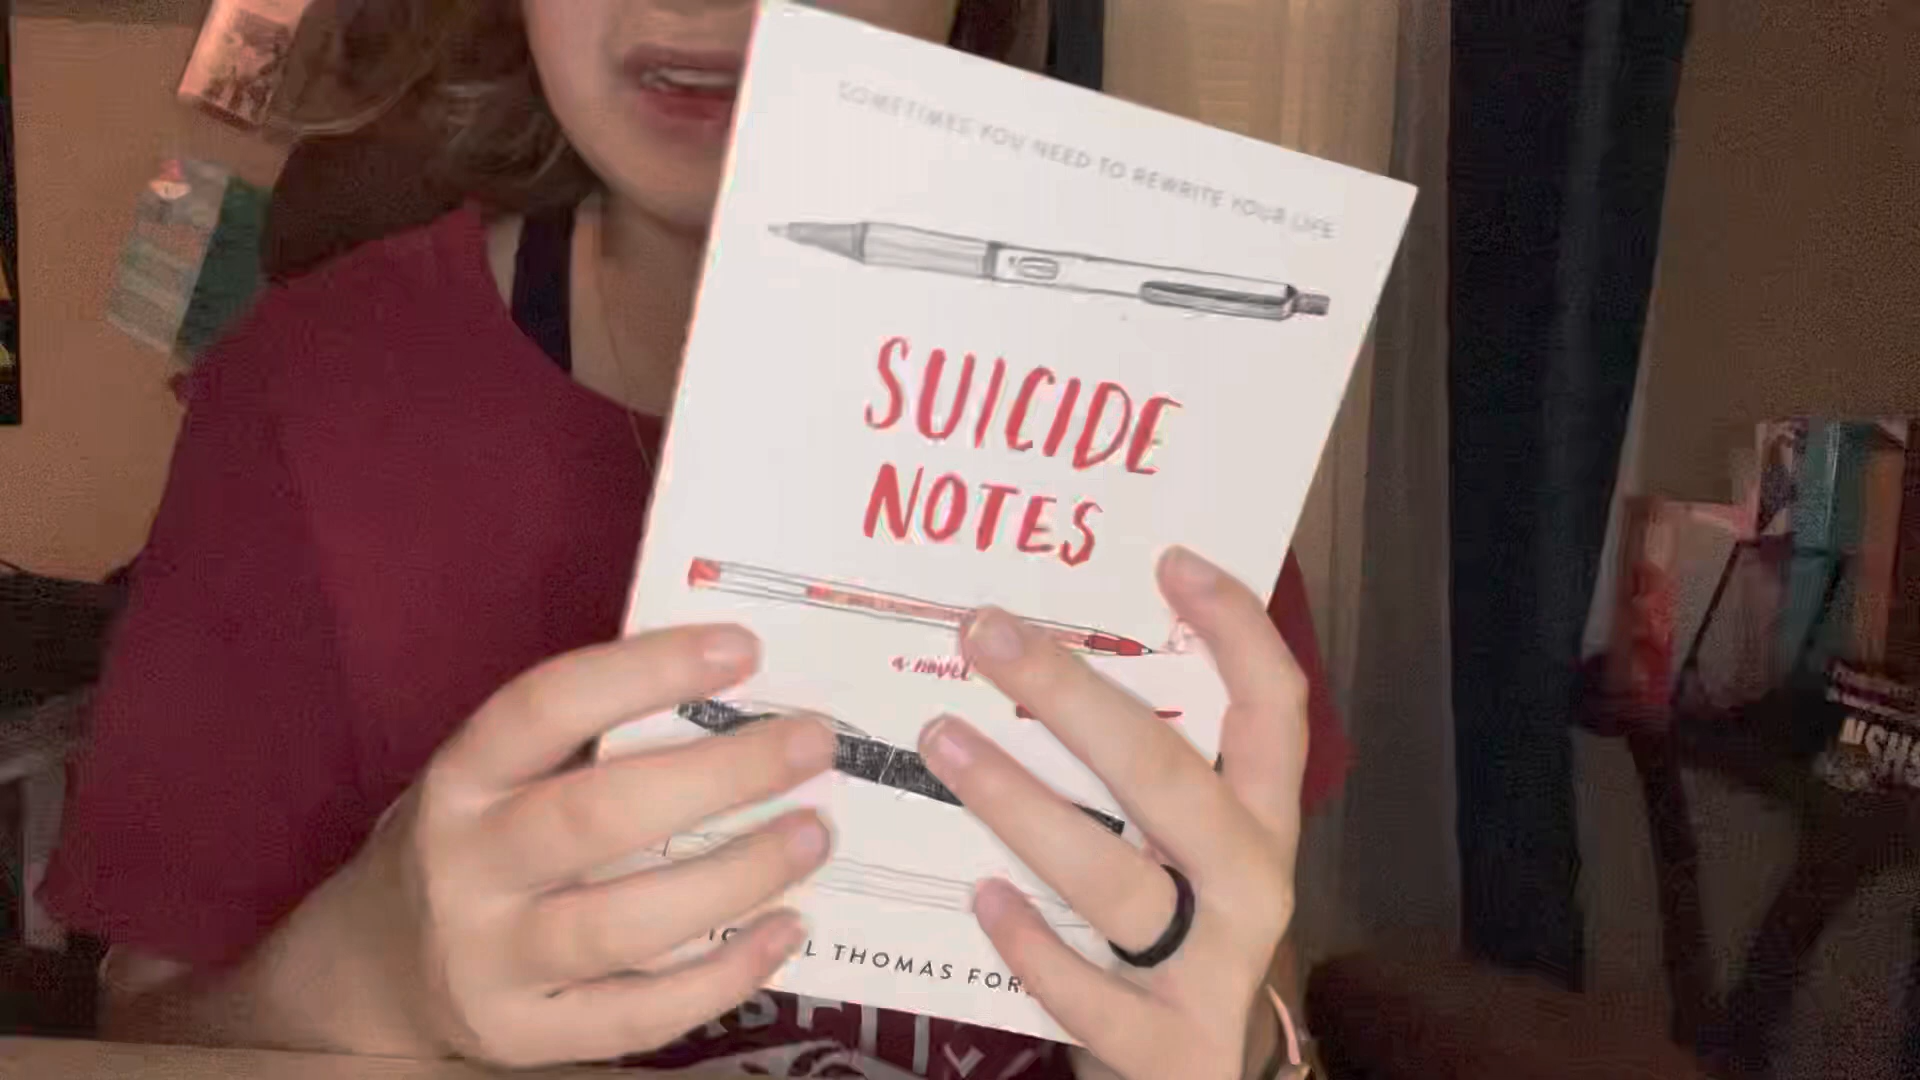 SOMETIMES YOU NEED TO REWRITE YOUR LIFE
SUICIDE
NOTES
a novel
THOMAS